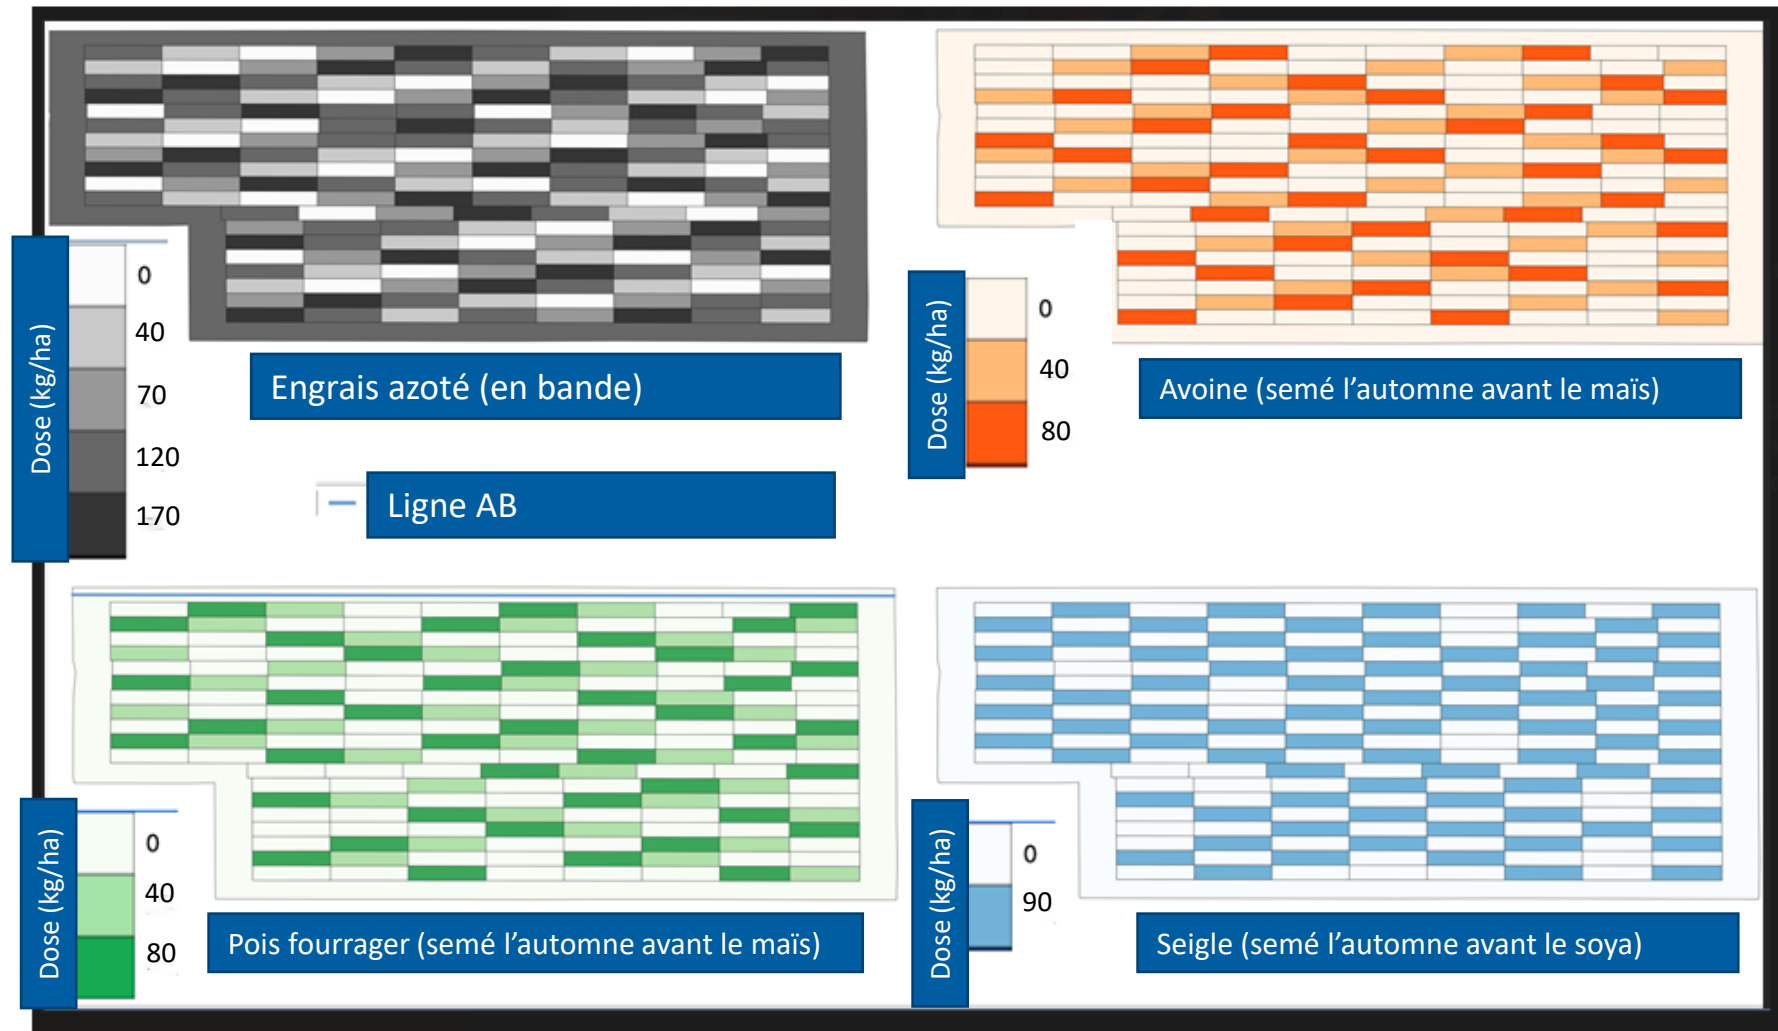 Dose (kg/ha)
0
40
70
120
170
Engrais azoté (en bande)
Ligne AB
Dose (kg/ha)
0
40
80
Avoine (semé l’automne avant le maïs)
Dose (kg/ha)
0
40
80
Pois fourrager (semé l’automne avant le maïs)
Dose (kg/ha)
0
90
Seigle (semé l’automne avant le soya)